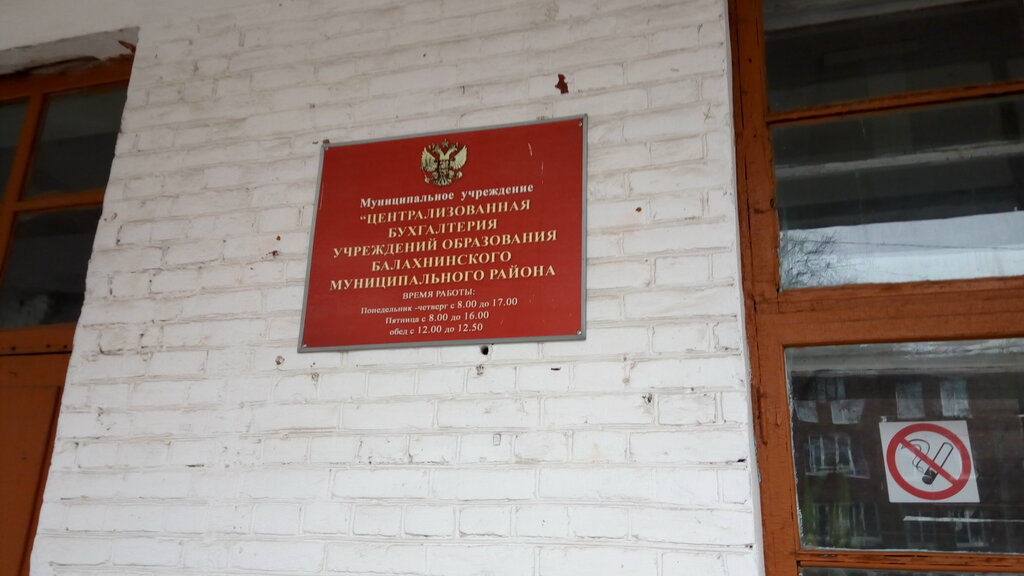 Муниципальное учреждение
"ЦЕНТРАЛИЗОВАННАЯ
БУХГАЛТЕРИЯ
УЧРЕЖДЕНИЙ ОБРАЗОВАНИЯ
БАЛАХНИНСКОГО
МУНИЦИПАЛЬНОГО РАЙОНА
ВРЕМЯ РАБОТЫ:
Понедельник -четверг с 8.00 до 17.00
Пятница с 8.00 до 16.00
обед с 12.00 до 12.50